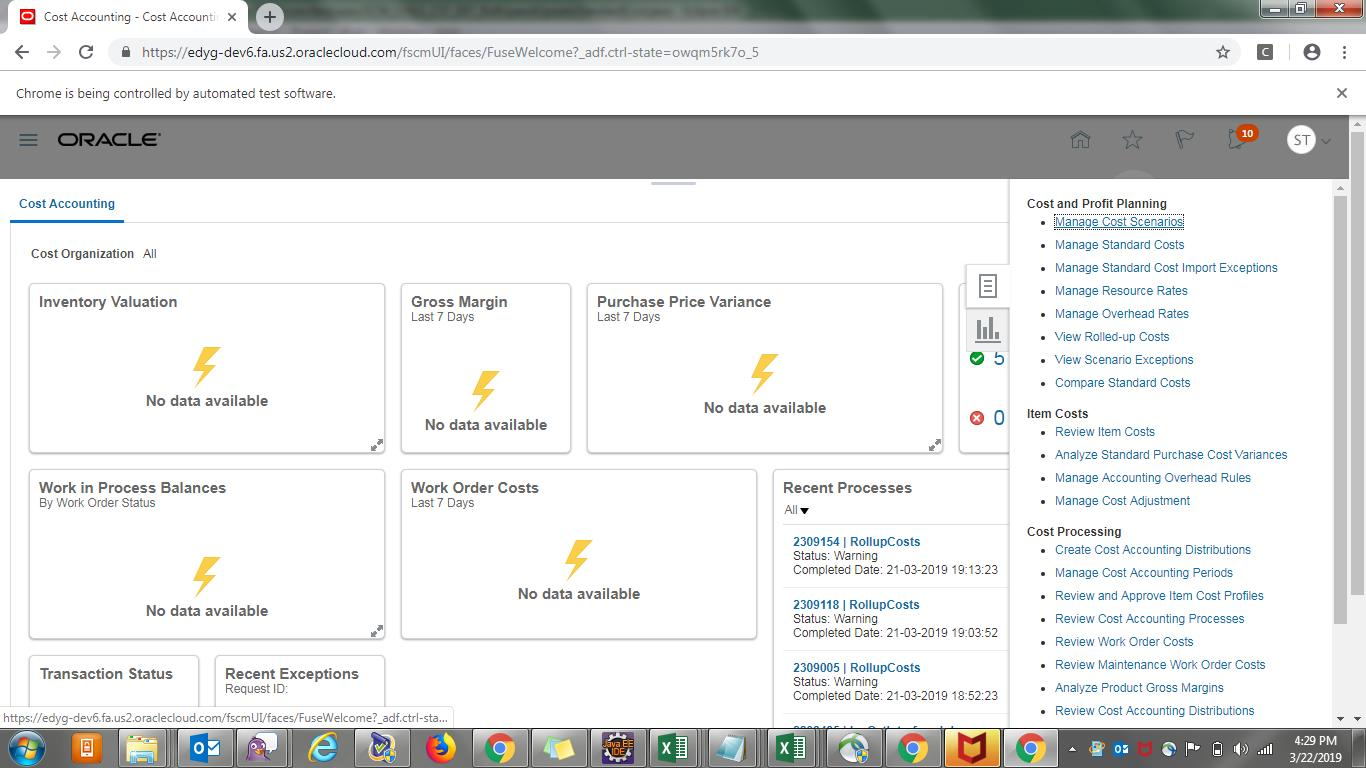 Cost Accounting - Cost Accountin
https://edyg-dev6.fa.us2.oraclecloud.com/fscmUI/faces/FuseWelcome?_adf.ctrl-state=owqm5rk7o_5
C
Chrome is being controlled by automated test software.
ORACLE
10
ST
Cost Accounting
Cost Organization All
Inventory Valuation
No data available
Gross Margin
Last 7 Days
No data available
Purchase Price Variance
Last 7 Days
No data available
5
0
Work in Process Balances
By Work Order Status
No data available
Work Order Costs
Last 7 Days
No data available
Recent Processes
All
2309154 | RollupCosts
Status: Warning
Completed Date: 21-03-2019 19:13:23
2309118 | RollupCosts
Status: Warning
Completed Date: 21-03-2019 19:03:52
2309005 | RollupCosts
Status: Warning
Completed Date: 21-03-2019 18:52:23
Transaction Status
Recent Exceptions
Request ID:
Cost and Profit Planning
Manage Cost Scenarios
Manage Standard Costs
Manage Standard Cost Import Exceptions
Manage Resource Rates
Manage Overhead Rates
View Rolled-up Costs
View Scenario Exceptions
Compare Standard Costs
Item Costs
Review Item Costs
Analyze Standard Purchase Cost Variances
Manage Accounting Overhead Rules
Manage Cost Adjustment
Cost Processing
Create Cost Accounting Distributions
Manage Cost Accounting Periods
Review and Approve Item Cost Profiles
Review Cost Accounting Processes
Review Work Order Costs
Review Maintenance Work Order Costs
Analyze Product Gross Margins
Review Cost Accounting Distributions
https://edyg-dev6.fa.us2.oraclecloud.com/fscmUI/faces/FuseWelcome?_adf.ctrl-sta...
Java EE
IDE
4:29 PM
3/22/2019